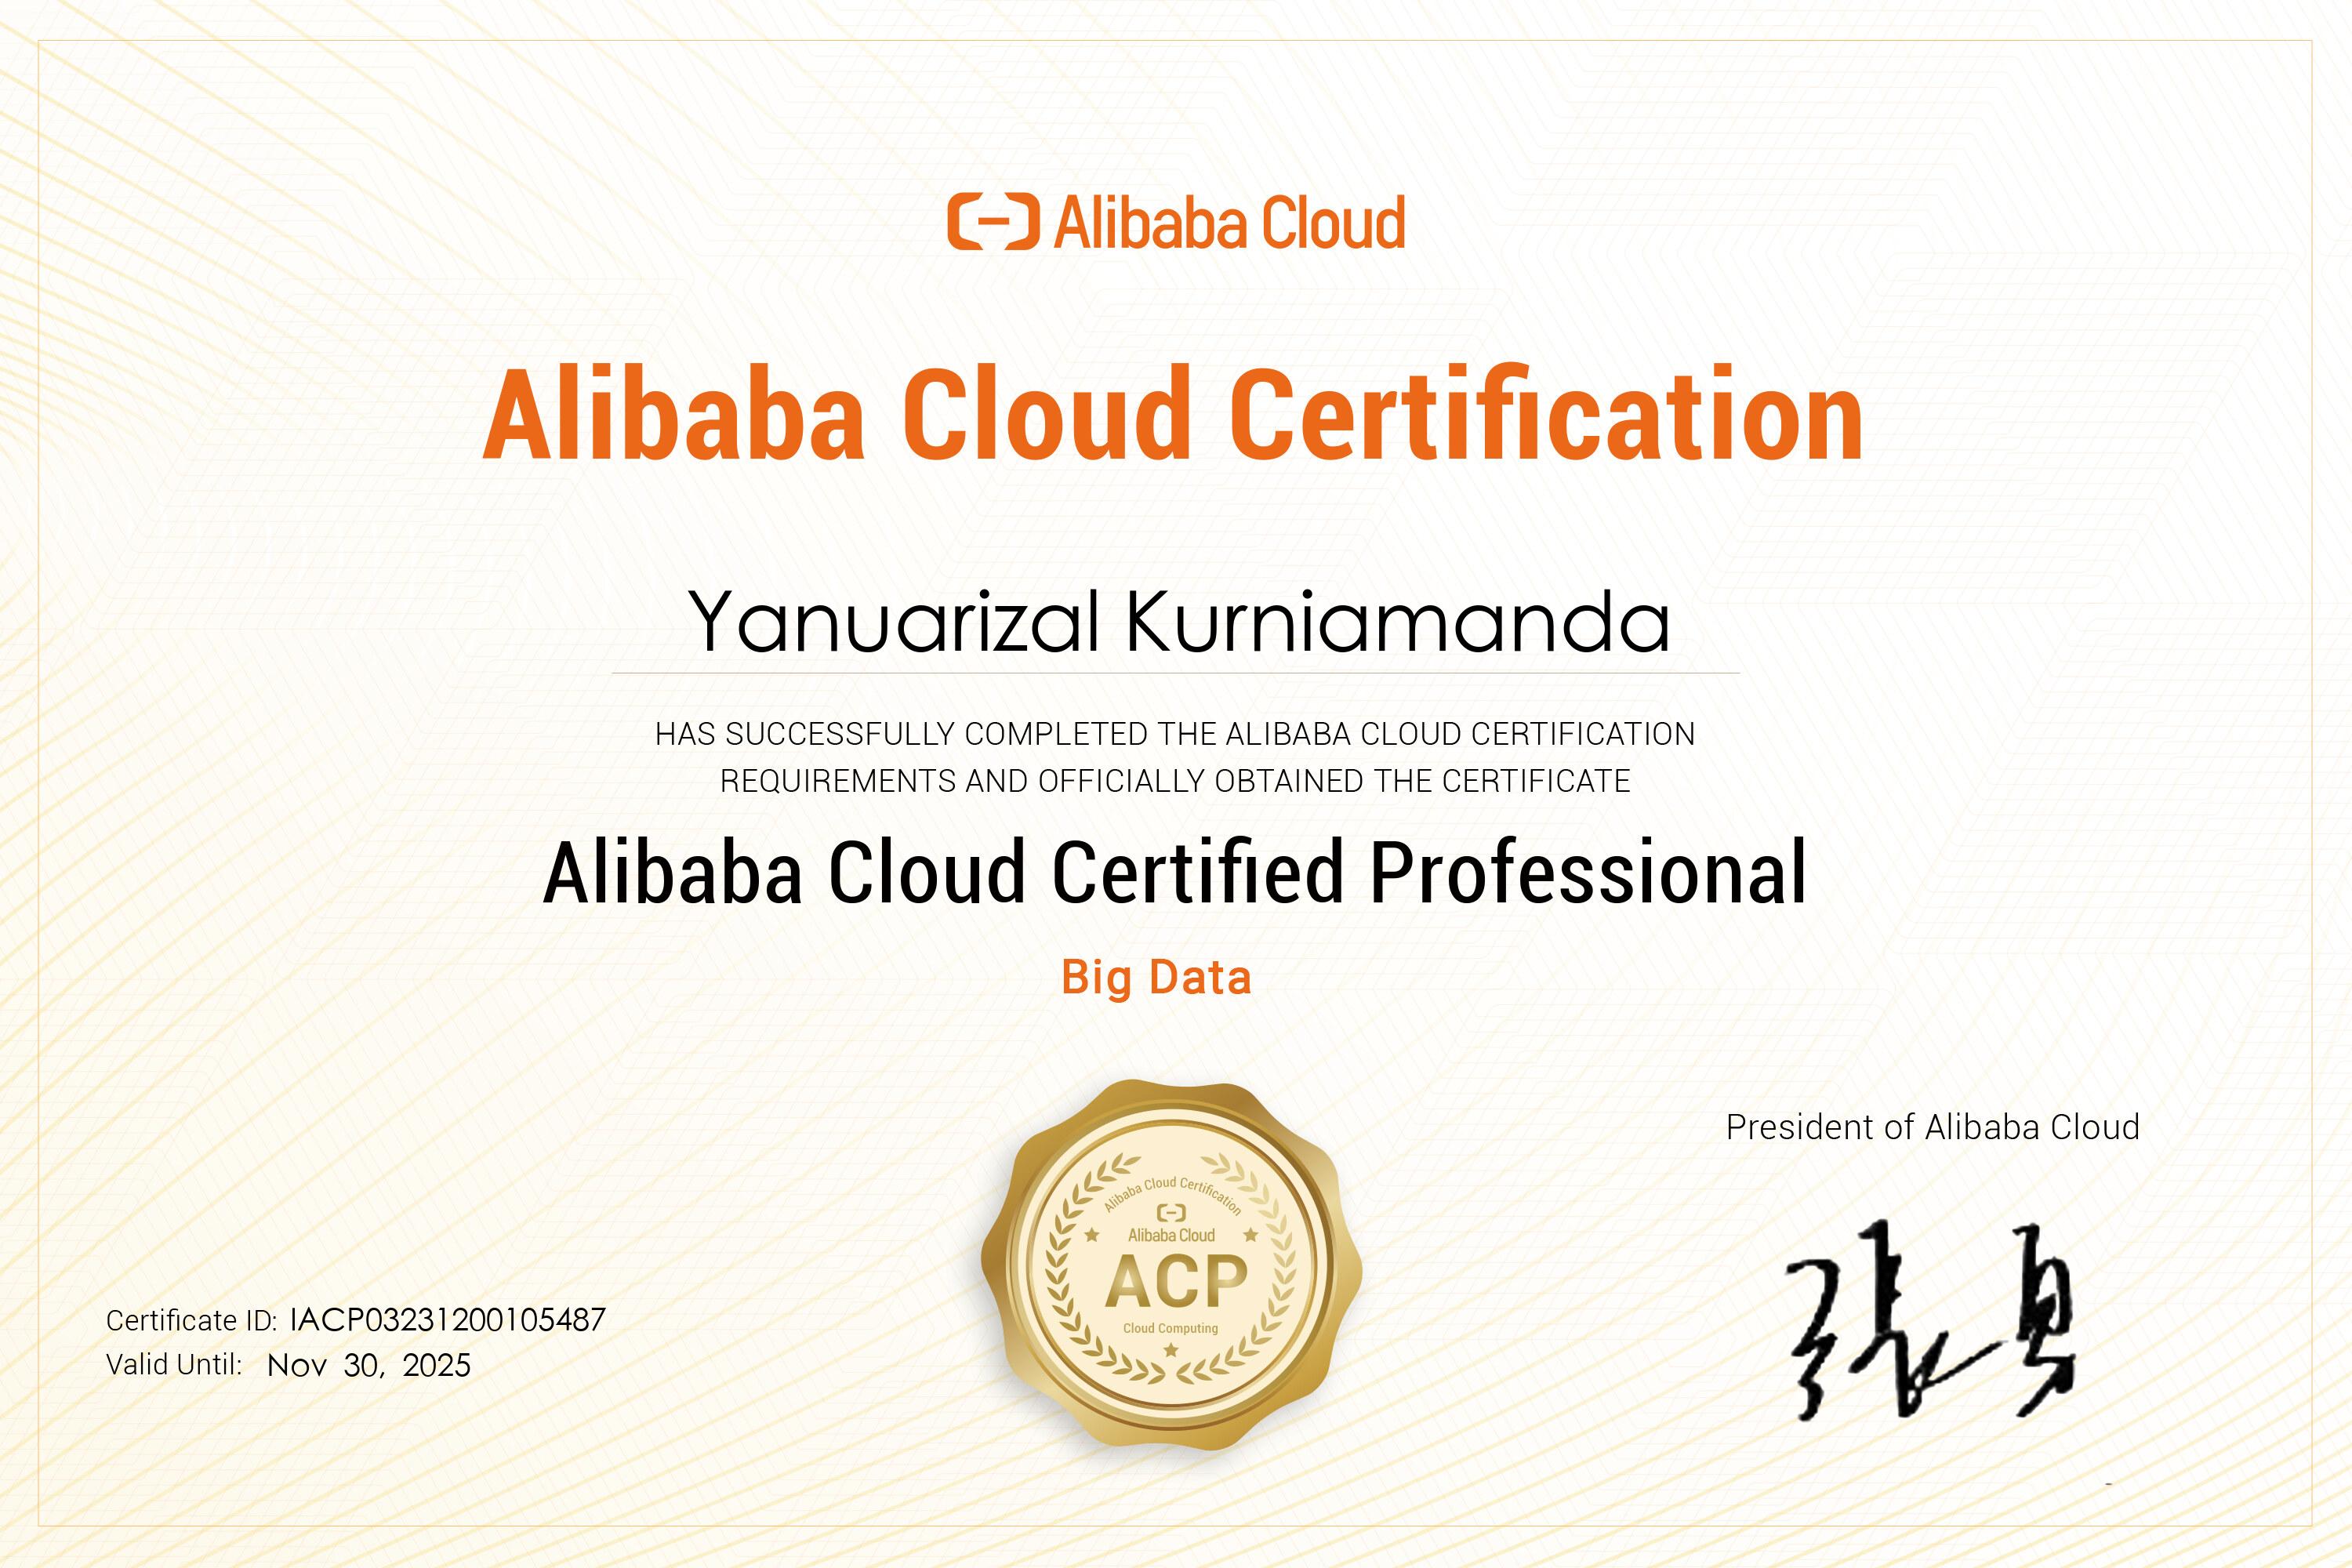 Alibaba Cloud
Alibaba Cloud Certification
Yanuarizal Kurniamanda
HAS SUCCESSFULLY COMPLETED THE ALIBABA CLOUD CERTIFICATION
REQUIREMENTS AND OFFICIALLY OBTAINED THE CERTIFICATE
Alibaba Cloud Certified Professional
Big Data
President of Alibaba Cloud
Alibaba Cloud Certification
Alibaba Cloud
ACP
Cloud Computing
Certificate ID: IACP03231200105487
Valid Until: Nov 30, 2025